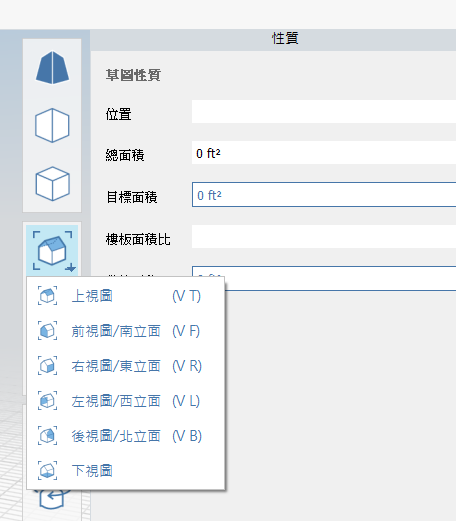 性質
草圖性質
位置
總面積 0 ft²
目標面積 0 ft²
樓板面積比
上視圖 (V T)
前視圖/南立面 (V F)
右視圖/東立面 (V R)
左視圖/西立面 (V L)
後視圖/北立面 (V B)
下視圖